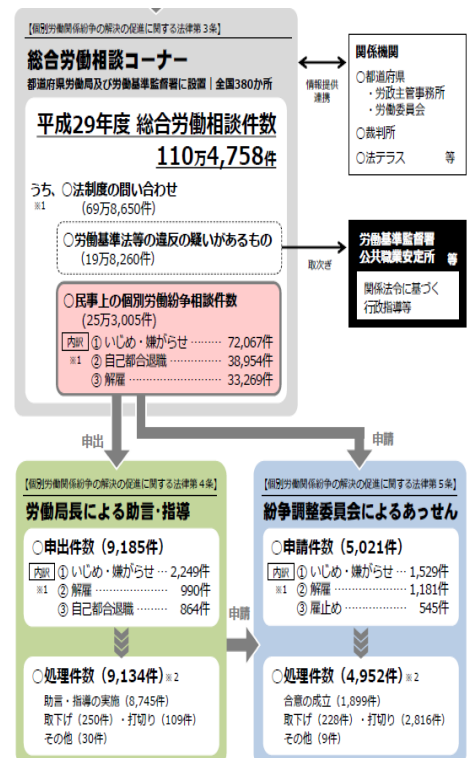 【個別労働関係紛争の解決の促進に関する法律第3条】
総合労働相談コーナー
都道府県労働局及び労働基準監督署に設置｜全国380か所
平成29年度 総合労働相談件数
110万4,758件
うち、○法制度の問い合わせ
※1 (69万8,650件)
○労働基準法等の違反の疑いがあるもの
(19万8,260件)
○民事上の個別労働紛争相談件数
(25万3,005件)
内訳 ① いじめ・嫌がらせ ……… 72,067件
※1 ② 自己都合退職 …………… 38,954件
③ 解雇 ………………………… 33,269件
情報提供
連携
関係機関
○都道府県
・労政主管事務所
・労働委員会
○裁判所
○法テラス 等
取次ぎ
労働基準監督署
公共職業安定所 等
関係法令に基づく
行政指導等
申出
申請
【個別労働関係紛争の解決の促進に関する法律第4条】
労働局長による助言・指導
○申出件数（9,185件）
内訳 ① いじめ・嫌がらせ … 2,249件
※1 ② 解雇 …………………… 990件
③ 自己都合退職 ……… 864件
○処理件数（9,134件）※2
助言・指導の実施（8,745件）
取下げ（250件）・打切り（109件）
その他（30件）
申請
【個別労働関係紛争の解決の促進に関する法律第5条】
紛争調整委員会によるあっせん
○申請件数（5,021件）
内訳 ① いじめ・嫌がらせ … 1,529件
※1 ② 解雇 …………………… 1,181件
③ 雇止め ………………… 545件
○処理件数（4,952件）※2
合意の成立（1,899件）
取下げ（228件）・打切り（2,816件）
その他（9件）